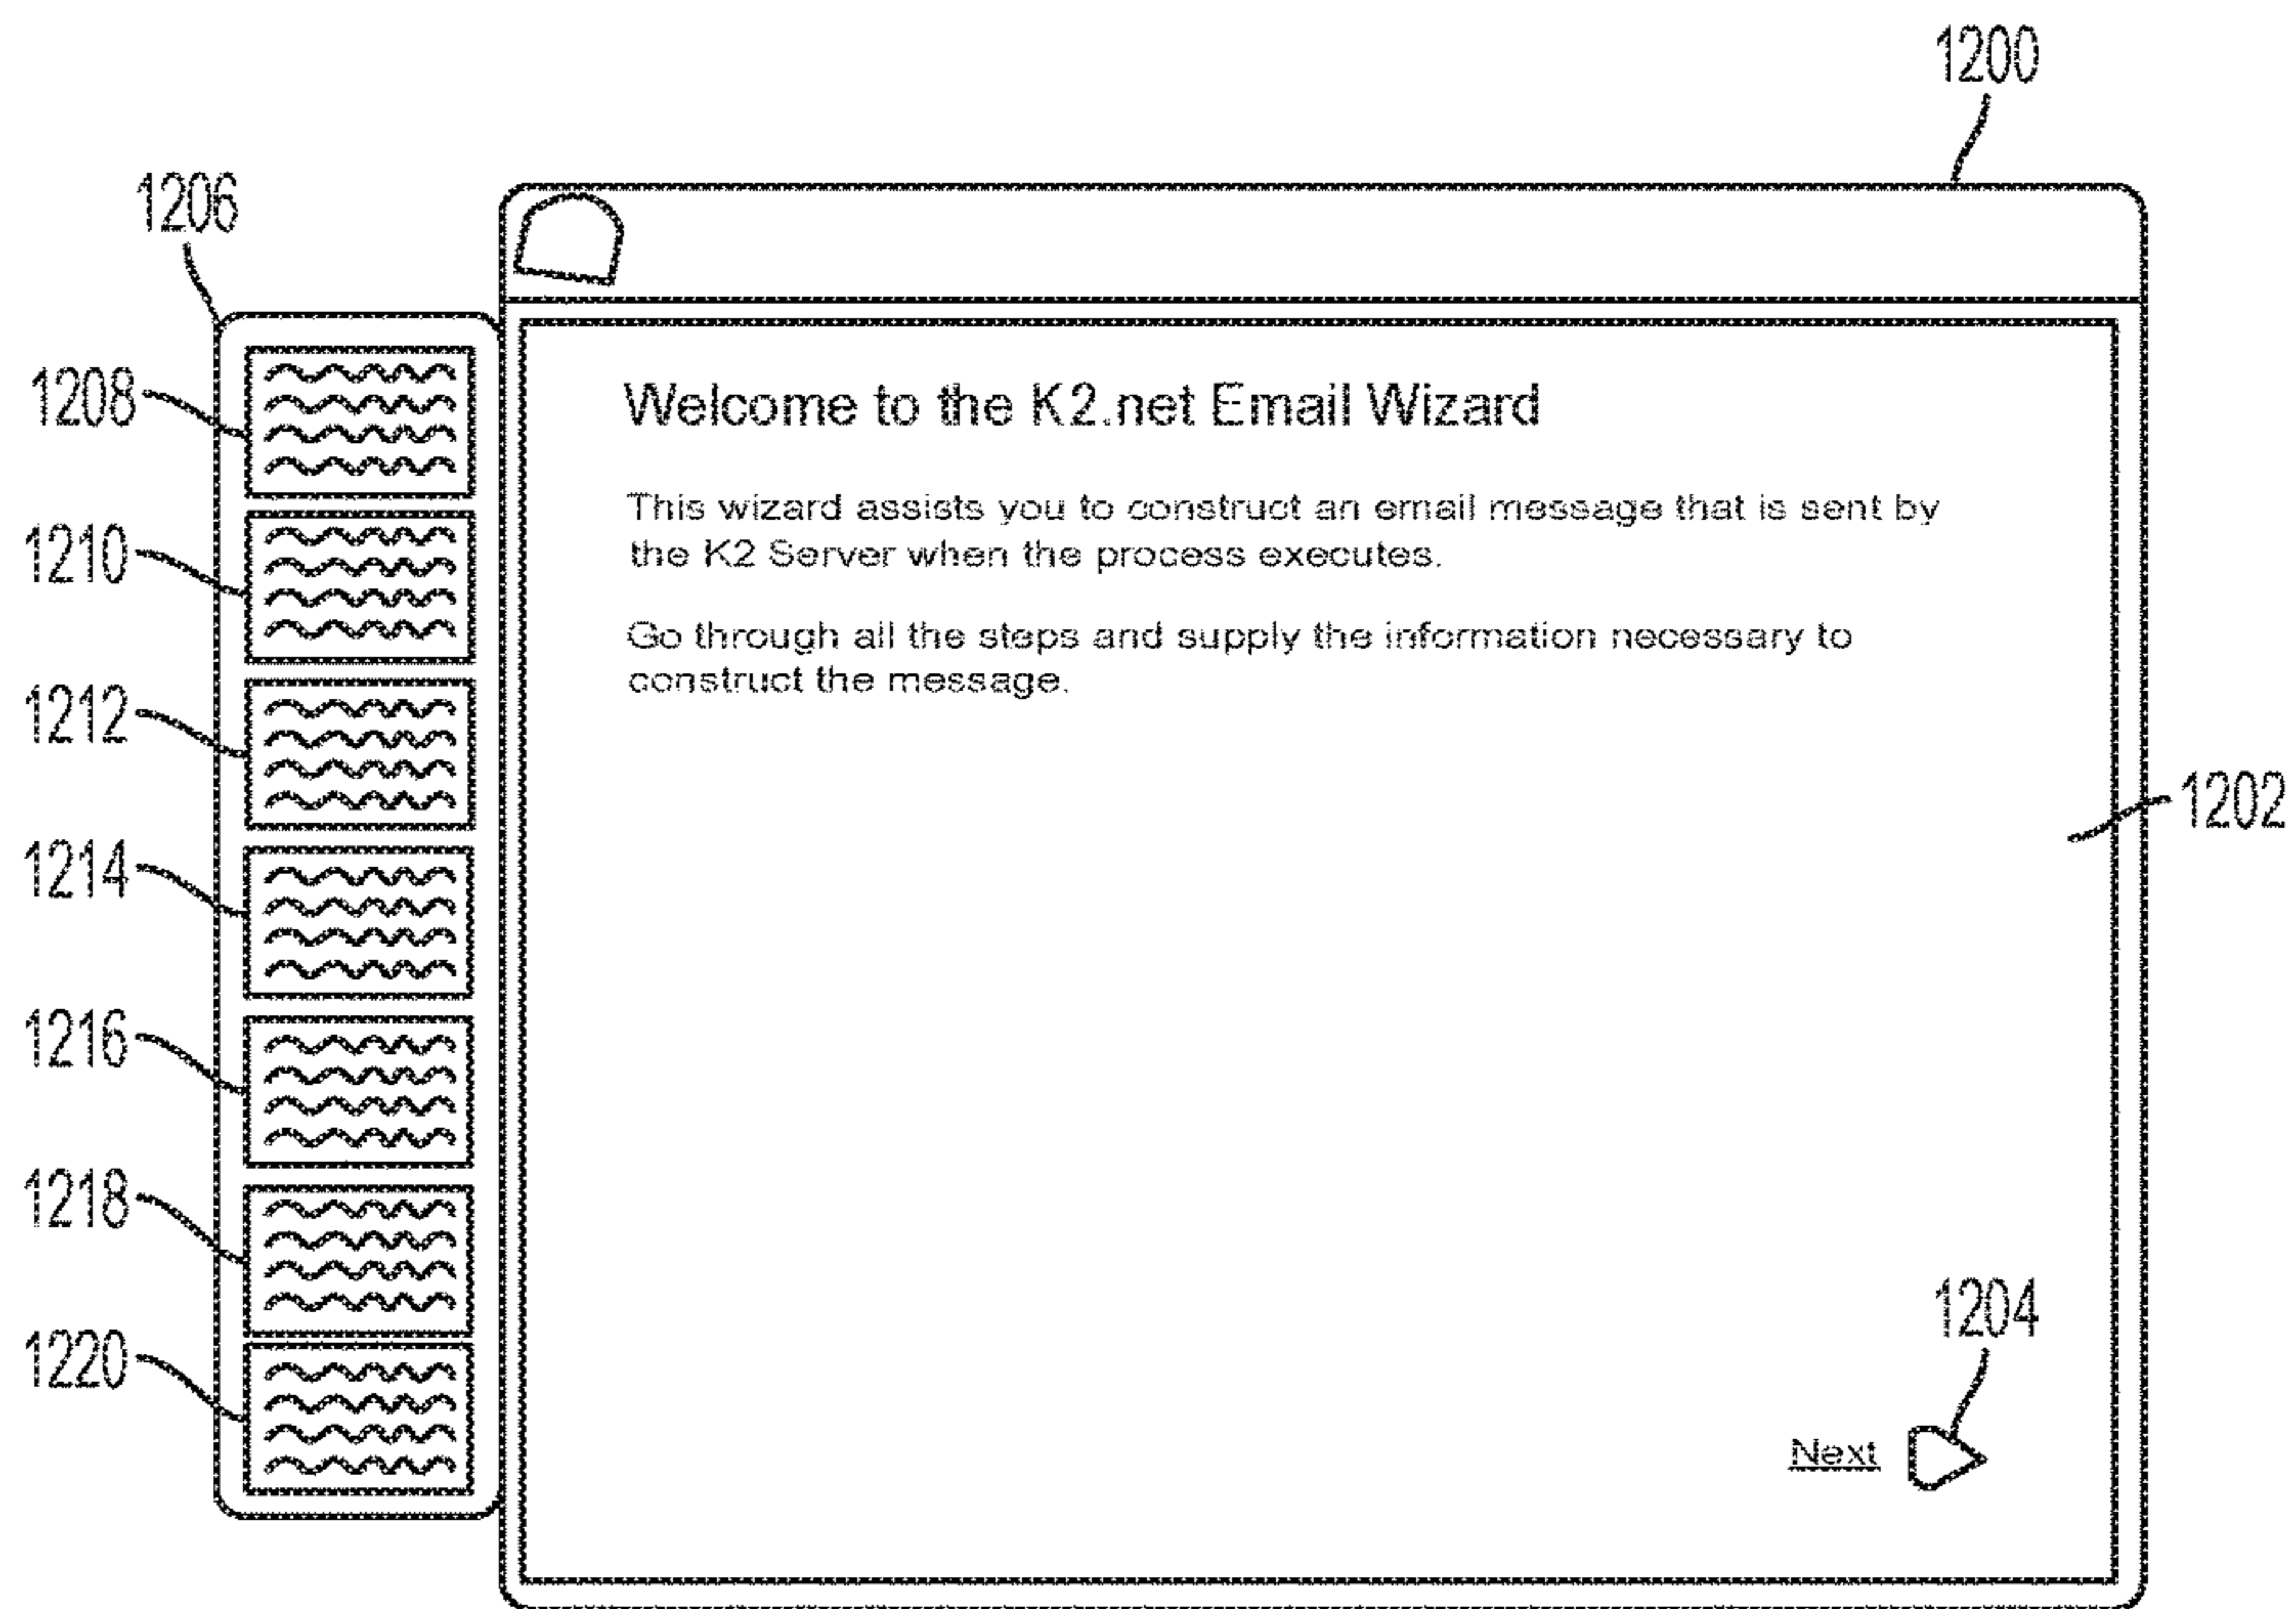 1200
1206
1208
1210
1212
1214
1216
1218
1220
Welcome to the K2.net Email Wizard
This wizard assists you to construct an email message that is sent by
the K2 Server when the process executes.
Go through all the steps and supply the information necessary to
construct the message.
1202
1204
Next